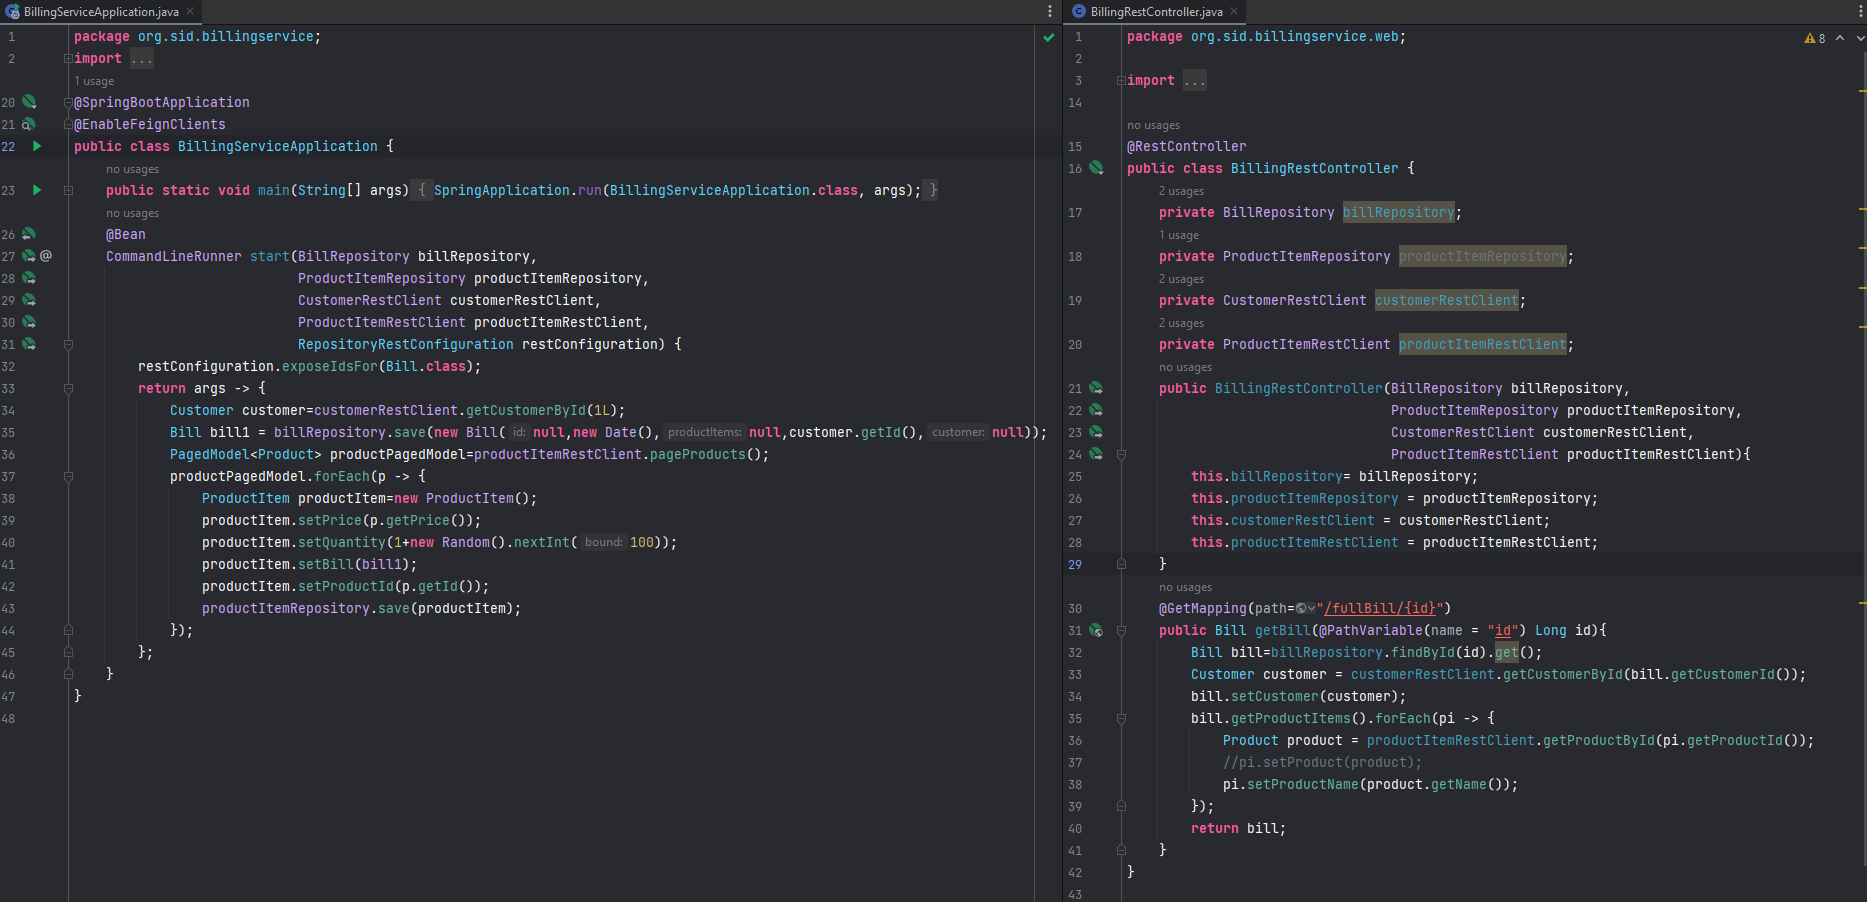 BillingServiceApplication.java
1 package org.sid.billingservice;
2 import ...
1 usage
20 @SpringBootApplication
21 @EnableFeignClients
22 public class BillingServiceApplication {
no usages
23 public static void main(String[] args) { SpringApplication.run(BillingServiceApplication.class, args); }
no usages
26 @Bean
27 @ CommandLineRunner start(BillRepository billRepository,
28 ProductItemRepository productItemRepository,
29 CustomerRestClient customerRestClient,
30 ProductItemRestClient productItemRestClient,
31 RepositoryRestConfiguration restConfiguration) {
32 restConfiguration.exposeIdsFor(Bill.class);
33 return args -> {
34 Customer customer=customerRestClient.getCustomerById(1L);
35 Bill bill1 = billRepository.save(new Bill( id: null,new Date(), productItems: null,customer.getId(), customer: null));
36 PagedModel<Product> productPagedModel=productItemRestClient.pageProducts();
37 productPagedModel.forEach(p -> {
38 ProductItem productItem=new ProductItem();
39 productItem.setPrice(p.getPrice());
40 productItem.setQuantity(1+new Random().nextInt( bound: 100));
41 productItem.setBill(bill1);
42 productItem.setProductId(p.getId());
43 productItemRepository.save(productItem);
44 });
45 };
46 }
47 }
48
BillingRestController.java
1 package org.sid.billingservice.web;
8
2
3 import ...
14
no usages
15 @RestController
16 public class BillingRestController {
2 usages
17 private BillRepository billRepository;
1 usage
18 private ProductItemRepository productItemRepository;
2 usages
19 private CustomerRestClient customerRestClient;
2 usages
20 private ProductItemRestClient productItemRestClient;
no usages
21 public BillingRestController(BillRepository billRepository,
22 ProductItemRepository productItemRepository,
23 CustomerRestClient customerRestClient,
24 ProductItemRestClient productItemRestClient){
25 this.billRepository= billRepository;
26 this.productItemRepository = productItemRepository;
27 this.customerRestClient = customerRestClient;
28 this.productItemRestClient = productItemRestClient;
29 }
no usages
30 @GetMapping(path="/fullBill/{id}")
31 public Bill getBill(@PathVariable(name = "id") Long id){
32 Bill bill=billRepository.findById(id).get();
33 Customer customer = customerRestClient.getCustomerById(bill.getCustomerId());
34 bill.setCustomer(customer);
35 bill.getProductItems().forEach(pi -> {
36 Product product = productItemRestClient.getProductById(pi.getProductId());
37 //pi.setProduct(product);
38 pi.setProductName(product.getName());
39 });
40 return bill;
41 }
42 }
43